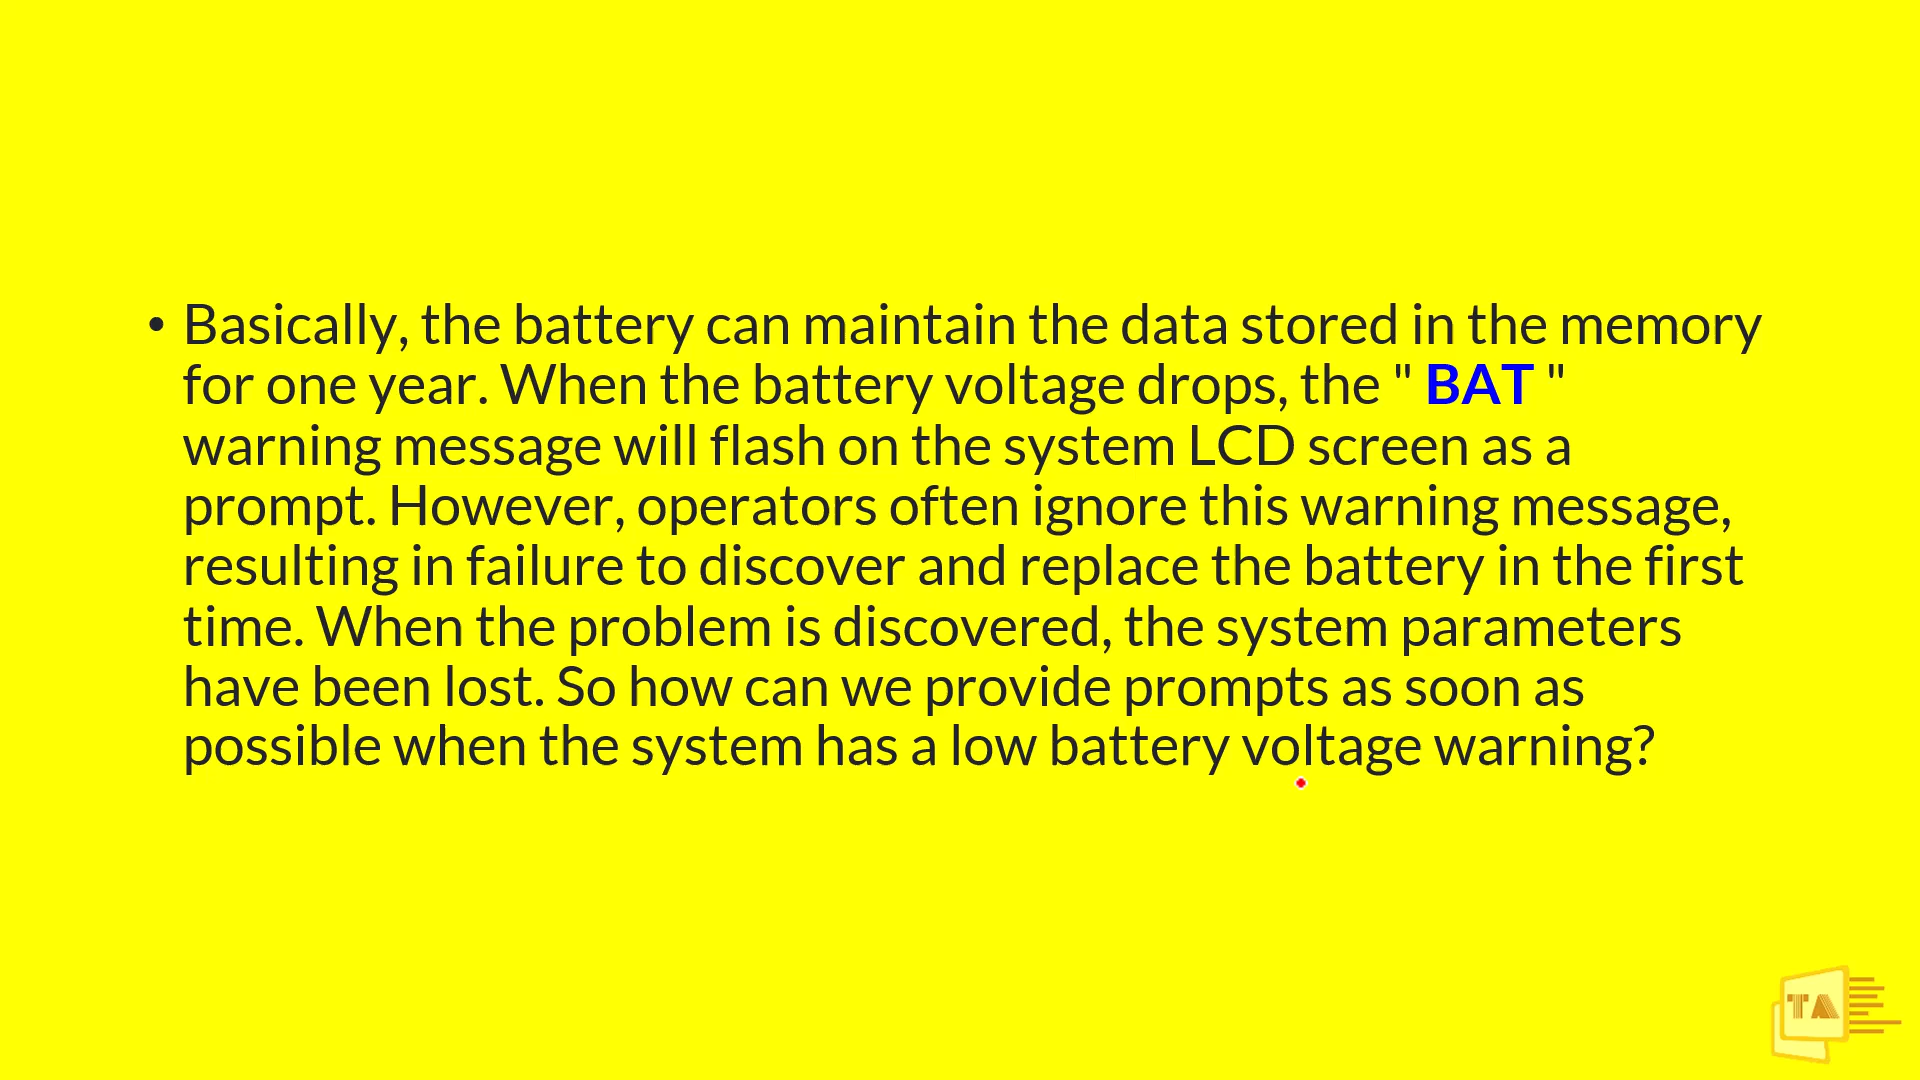 • Basically, the battery can maintain the data stored in the memory
for one year. When the battery voltage drops, the " BAT "
warning message will flash on the system LCD screen as a
prompt. However, operators often ignore this warning message,
resulting in failure to discover and replace the battery in the first
time. When the problem is discovered, the system parameters
have been lost. So how can we provide prompts as soon as
possible when the system has a low battery voltage warning?
TA